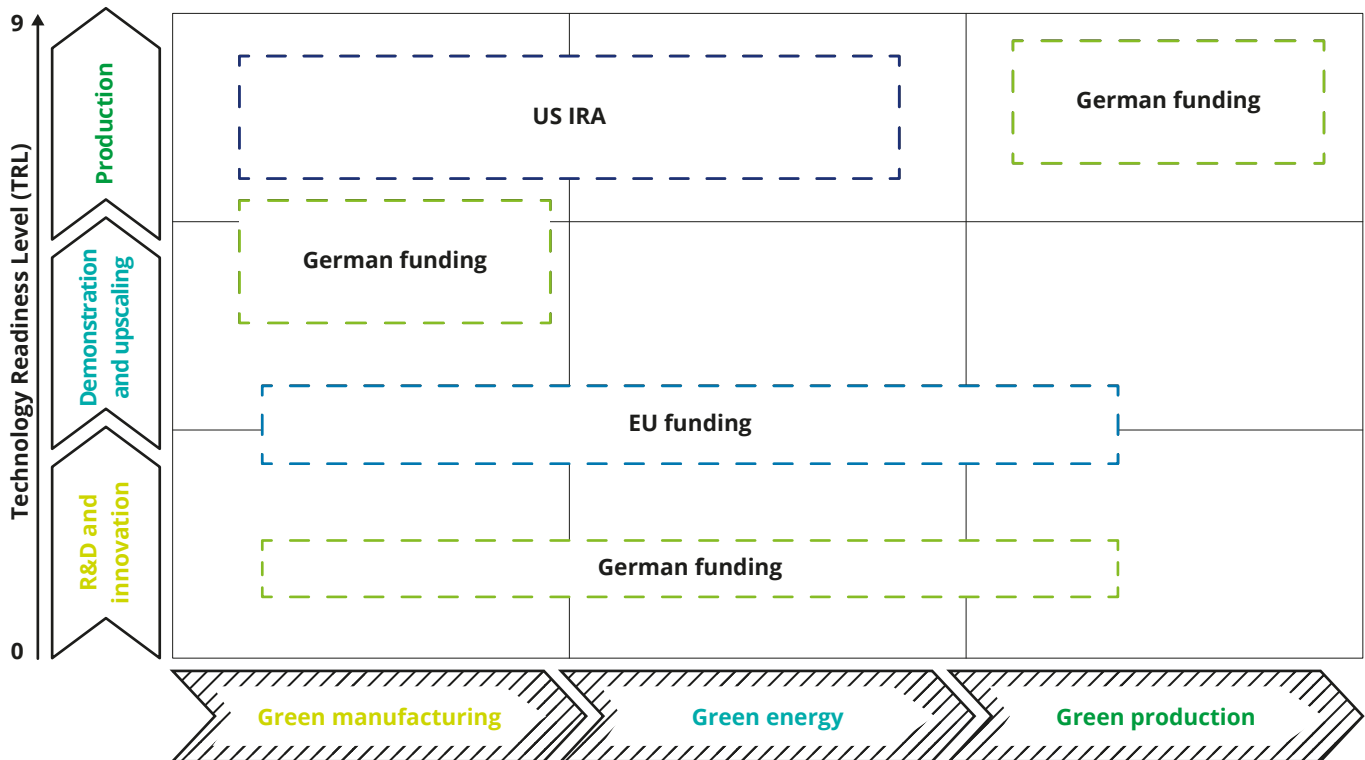 9
Technology Readiness Level (TRL)
0
Production
Demonstration
and upscaling
R&D and
innovation
US IRA
German funding
German funding
EU funding
German funding
Green manufacturing
Green energy
Green production